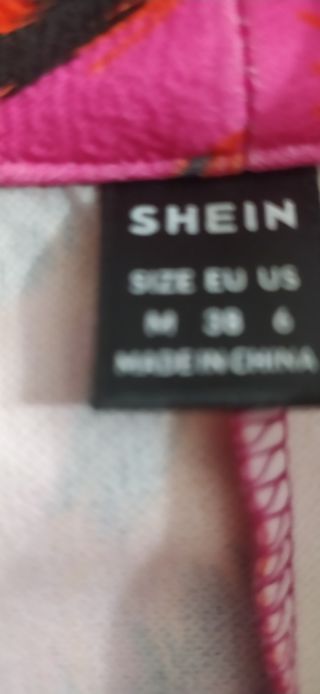 SHEIN
SIZE EU US
M 38 6
MADE IN CHINA